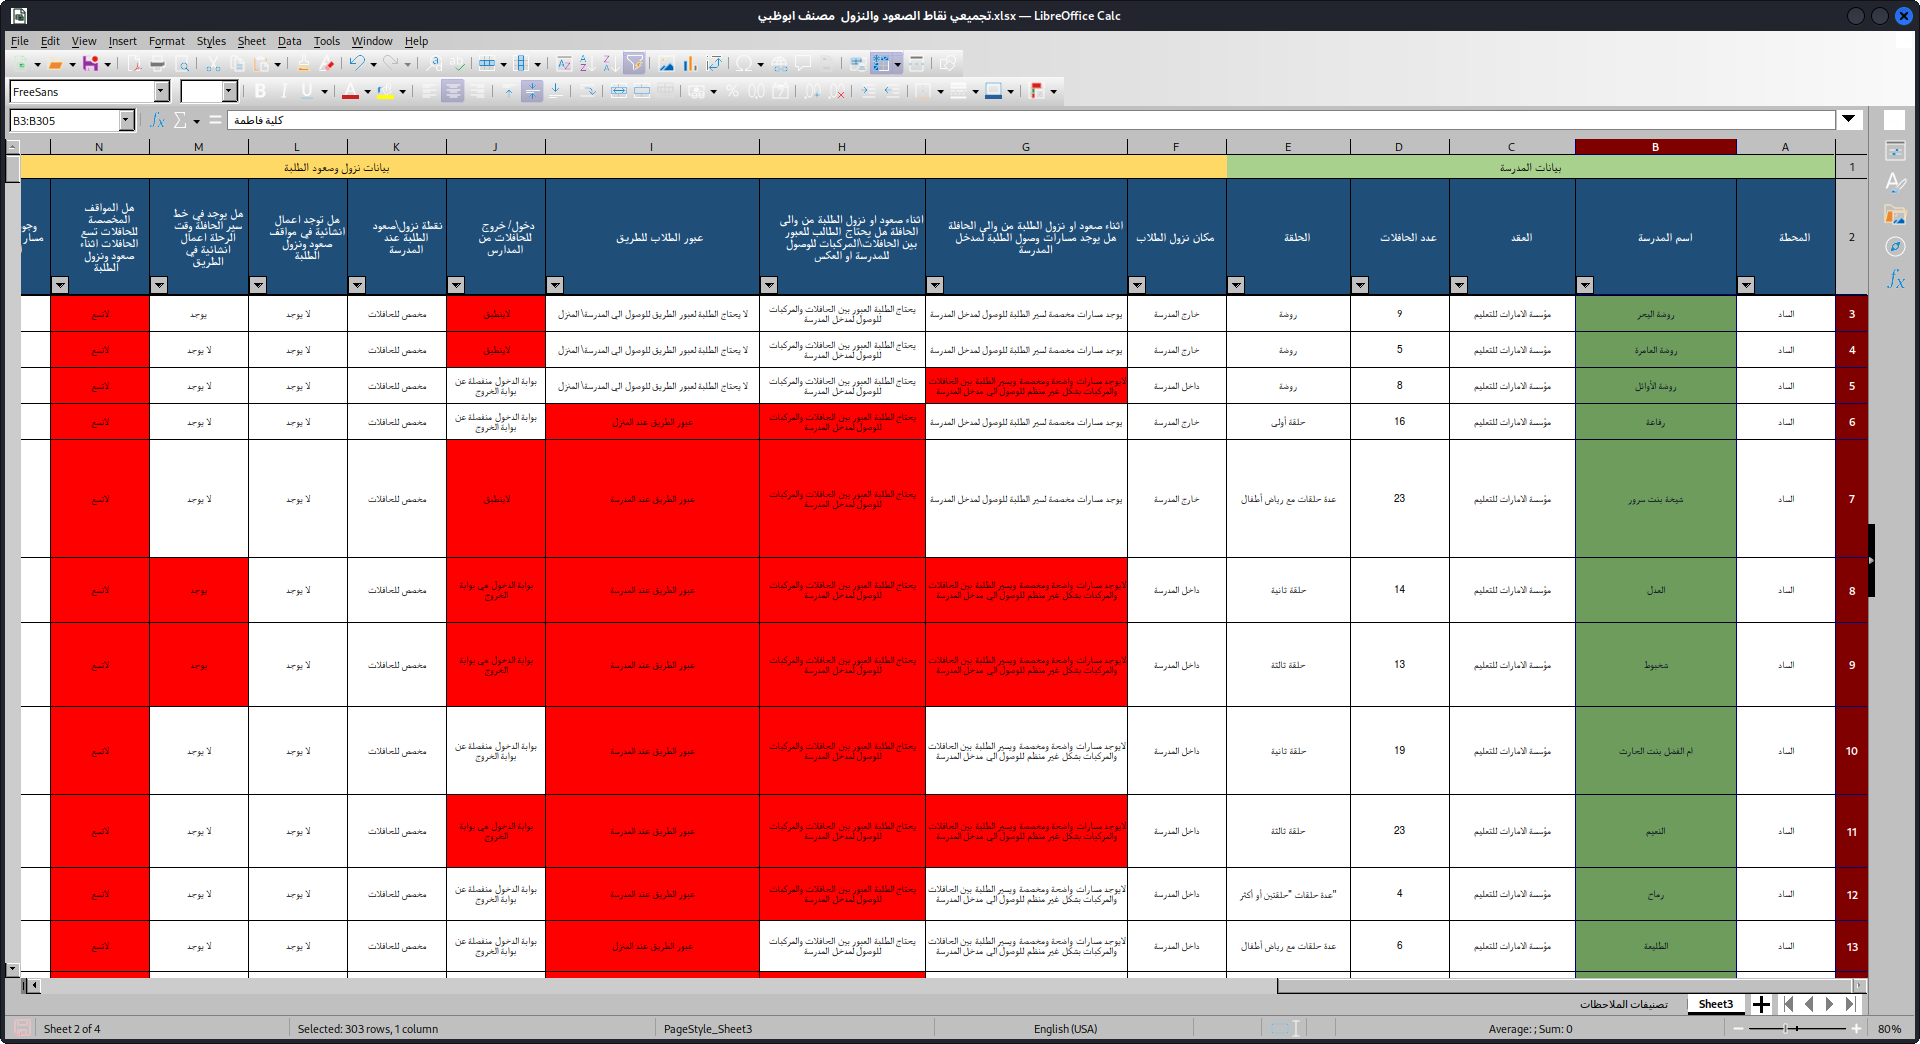 تجميعي نقاط الصعود والنزول مصنف ابوظبي.xlsx — LibreOffice Calc
File Edit View Insert Format Styles Sheet Data Tools Window Help
FreeSans
B3:B305
كلية فاطمة
N M L K J I H G F E D C B A
1 بيانات المدرسة بيانات نزول وصعود الطلبة
2
المحطة
اسم المدرسة
العقد
عدد الحافلات
الحلقة
مكان نزول الطلاب
اثناء صعود او نزول الطلبة من والى الحافلة
هل يوجد مسارات وصول الطلبة لمدخل
المدرسة
اثناء صعود او نزول الطلبة من والى
الحافلة هل يحتاج الطالب للعبور
بين الحافلات\المركبات للوصول
للمدرسة او العكس
عبور الطلاب للطريق
دخول/ خروج
للحافلات من
المدارس
نقطة نزول\صعود
الطلبة عند
المدرسة
هل توجد اعمال
انشائية في مواقف
صعود ونزول
الطلبة
هل يوجد في خط
سير الحافلة وقت
الرحلة اعمال
انشائية في
الطريق
هل المواقف
المخصصة
للحافلات تسع
الحافلات اثناء
صعود ونزول
الطلبة
وجو
مسار
3 الساد روضة البحر مؤسسة الامارات للتعليم 9 روضة خارج المدرسة يوجد مسارات مخصصة لسير الطلبة للوصول لمدخل المدرسة يحتاج الطلبة العبور بين الحافلات والمركبات للوصول لمدخل المدرسة لا يحتاج الطلبة لعبور الطريق للوصول الى المدرسة\ المنزل لاينطبق مخصص للحافلات لا يوجد يوجد لاتسع
4 الساد روضة العامرة مؤسسة الامارات للتعليم 5 روضة خارج المدرسة يوجد مسارات مخصصة لسير الطلبة للوصول لمدخل المدرسة يحتاج الطلبة العبور بين الحافلات والمركبات للوصول لمدخل المدرسة لا يحتاج الطلبة لعبور الطريق للوصول الى المدرسة\ المنزل لاينطبق مخصص للحافلات لا يوجد لا يوجد لاتسع
5 الساد روضة الأوائل مؤسسة الامارات للتعليم 8 روضة داخل المدرسة لايوجد مسارات واضحة ومخصصة ويسير الطلبة بين الحافلات والمركبات بشكل غير منظم للوصول الى مدخل المدرسة يحتاج الطلبة العبور بين الحافلات والمركبات للوصول لمدخل المدرسة لا يحتاج الطلبة لعبور الطريق للوصول الى المدرسة\ المنزل بوابة الدخول منفصلة عن بوابة الخروج مخصص للحافلات لا يوجد لا يوجد لاتسع
6 الساد رفاعة مؤسسة الامارات للتعليم 16 حلقة أولى خارج المدرسة يوجد مسارات مخصصة لسير الطلبة للوصول لمدخل المدرسة يحتاج الطلبة العبور بين الحافلات والمركبات للوصول لمدخل المدرسة عبور الطريق عند المنزل بوابة الدخول منفصلة عن بوابة الخروج مخصص للحافلات لا يوجد لا يوجد لاتسع
7 الساد شيخة بنت سرور مؤسسة الامارات للتعليم 23 عدة حلقات مع رياض أطفال خارج المدرسة يوجد مسارات مخصصة لسير الطلبة للوصول لمدخل المدرسة يحتاج الطلبة العبور بين الحافلات والمركبات للوصول لمدخل المدرسة عبور الطريق عند المدرسة لاينطبق مخصص للحافلات لا يوجد لا يوجد لاتسع
8 الساد العدل مؤسسة الامارات للتعليم 14 حلقة ثانية داخل المدرسة لايوجد مسارات واضحة ومخصصة ويسير الطلبة بين الحافلات والمركبات بشكل غير منظم للوصول الى مدخل المدرسة يحتاج الطلبة العبور بين الحافلات والمركبات للوصول لمدخل المدرسة عبور الطريق عند المدرسة بوابة الدخول هي بوابة الخروج مخصص للحافلات لا يوجد يوجد لاتسع
9 الساد شخبوط مؤسسة الامارات للتعليم 13 حلقة ثالثة داخل المدرسة لايوجد مسارات واضحة ومخصصة ويسير الطلبة بين الحافلات والمركبات بشكل غير منظم للوصول الى مدخل المدرسة يحتاج الطلبة العبور بين الحافلات والمركبات للوصول لمدخل المدرسة عبور الطريق عند المدرسة بوابة الدخول هي بوابة الخروج مخصص للحافلات لا يوجد يوجد لاتسع
10 الساد ام الفضل بنت الحارث مؤسسة الامارات للتعليم 19 حلقة ثانية داخل المدرسة لايوجد مسارات واضحة ومخصصة ويسير الطلبة بين الحافلات والمركبات بشكل غير منظم للوصول الى مدخل المدرسة يحتاج الطلبة العبور بين الحافلات والمركبات للوصول لمدخل المدرسة عبور الطريق عند المدرسة بوابة الدخول منفصلة عن بوابة الخروج مخصص للحافلات لا يوجد لا يوجد لاتسع
11 الساد النعيم مؤسسة الامارات للتعليم 23 حلقة ثالثة داخل المدرسة لايوجد مسارات واضحة ومخصصة ويسير الطلبة بين الحافلات والمركبات بشكل غير منظم للوصول الى مدخل المدرسة يحتاج الطلبة العبور بين الحافلات والمركبات للوصول لمدخل المدرسة عبور الطريق عند المدرسة بوابة الدخول هي بوابة الخروج مخصص للحافلات لا يوجد لا يوجد لاتسع
12 الساد رماح مؤسسة الامارات للتعليم 4 عدة حلقات "حلقتين أو أكثر" داخل المدرسة لايوجد مسارات واضحة ومخصصة ويسير الطلبة بين الحافلات والمركبات بشكل غير منظم للوصول الى مدخل المدرسة يحتاج الطلبة العبور بين الحافلات والمركبات للوصول لمدخل المدرسة عبور الطريق عند المدرسة بوابة الدخول منفصلة عن بوابة الخروج مخصص للحافلات لا يوجد لا يوجد لاتسع
13 الساد الطليعة مؤسسة الامارات للتعليم 6 عدة حلقات مع رياض أطفال داخل المدرسة لايوجد مسارات واضحة ومخصصة ويسير الطلبة بين الحافلات والمركبات بشكل غير منظم للوصول الى مدخل المدرسة يحتاج الطلبة العبور بين الحافلات والمركبات للوصول لمدخل المدرسة عبور الطريق عند المنزل بوابة الدخول منفصلة عن بوابة الخروج مخصص للحافلات لا يوجد لا يوجد لاتسع
Sheet3 تصنيفات الملاحظات
Sheet 2 of 4 Selected: 303 rows, 1 column PageStyle_Sheet3 English (USA) Average: ; Sum: 0 80%